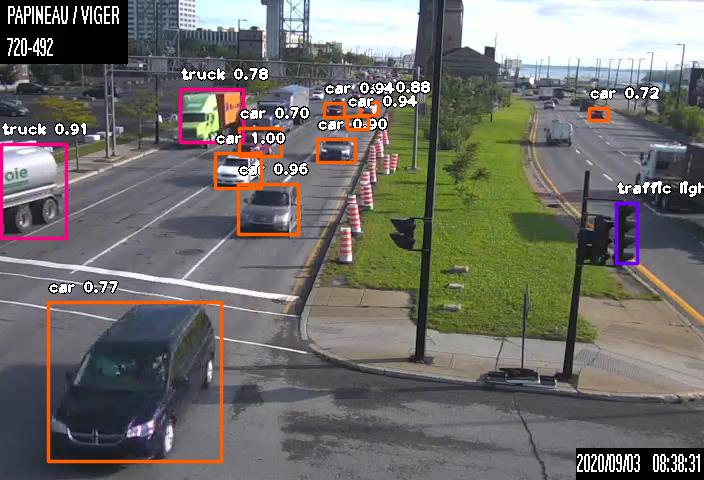 PAPINEAU / VIGER
720-492
truck 0.78
car 0.94
0.88
car 0.94
car 0.72
car 0.70
car 0.90
truck 0.91
car 1.00
car 0.96
oie
traffic ligh
car 0.77
2020/09/03 08:38:31